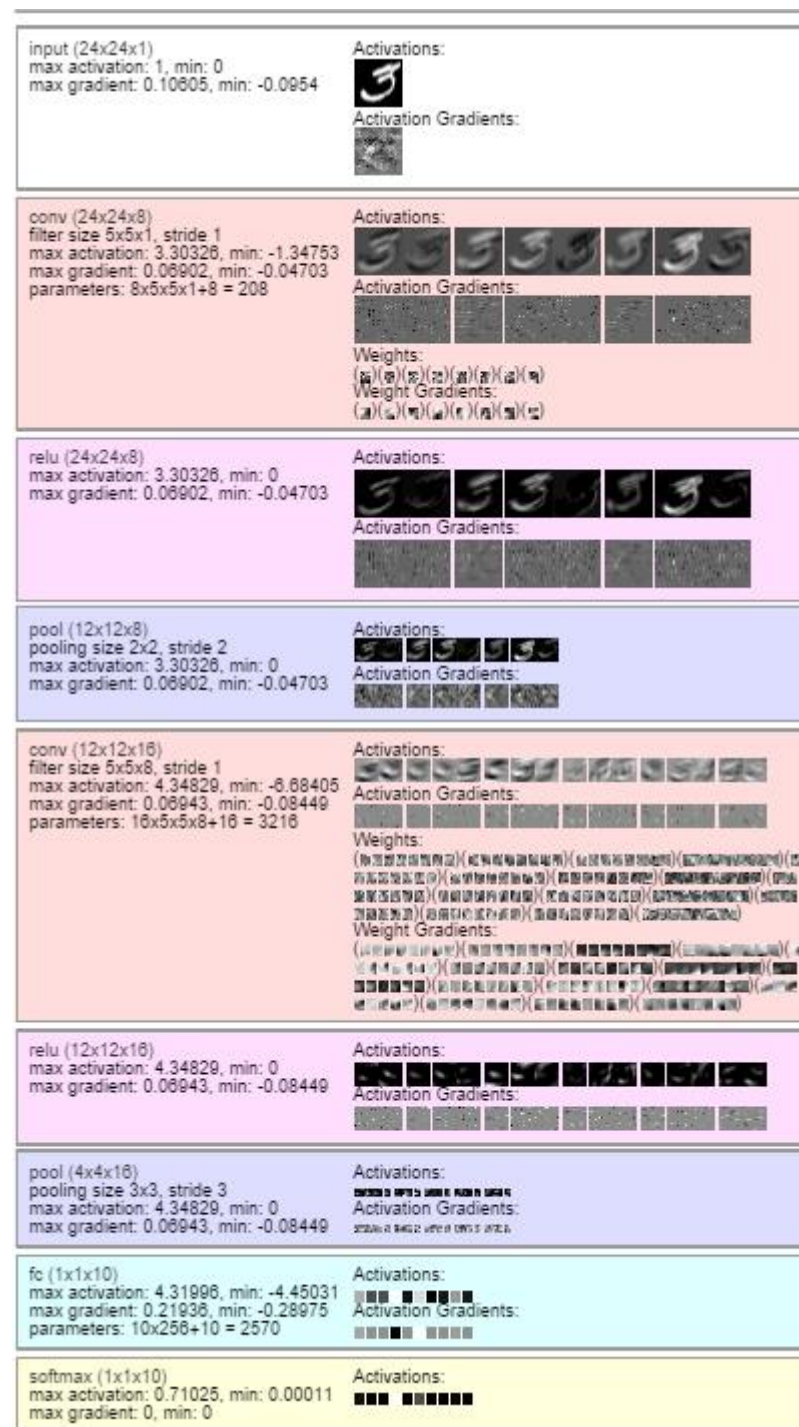 input (24x24x1)
max activation: 1, min: 0
max gradient: 0.10605, min: -0.0954
Activations:
Activation Gradients:
conv (24x24x8)
filter size 5x5x1, stride 1
max activation: 3.30326, min: -1.34753
max gradient: 0.06902, min: -0.04703
parameters: 8x5x5x1+8 = 208
Activations:
Activation Gradients:
Weights:
()()()()()()()()
Weight Gradients:
()()()()()()()()
relu (24x24x8)
max activation: 3.30326, min: 0
max gradient: 0.06902, min: -0.04703
Activations:
Activation Gradients:
pool (12x12x8)
pooling size 2x2, stride 2
max activation: 3.30326, min: 0
max gradient: 0.06902, min: -0.04703
Activations:
Activation Gradients:
conv (12x12x16)
filter size 5x5x8, stride 1
max activation: 4.34829, min: -6.68405
max gradient: 0.06943, min: -0.08449
parameters: 16x5x5x8+16 = 3216
Activations:
Activation Gradients:
Weights:
Weight Gradients:
relu (12x12x16)
max activation: 4.34829, min: 0
max gradient: 0.06943, min: -0.08449
Activations:
Activation Gradients:
pool (4x4x16)
pooling size 3x3, stride 3
max activation: 4.34829, min: 0
max gradient: 0.06943, min: -0.08449
Activations:
Activation Gradients:
fc (1x1x10)
max activation: 4.31996, min: -4.45031
max gradient: 0.21936, min: -0.28975
parameters: 10x256+10 = 2570
Activations:
Activation Gradients:
softmax (1x1x10)
max activation: 0.71025, min: 0.00011
max gradient: 0, min: 0
Activations: